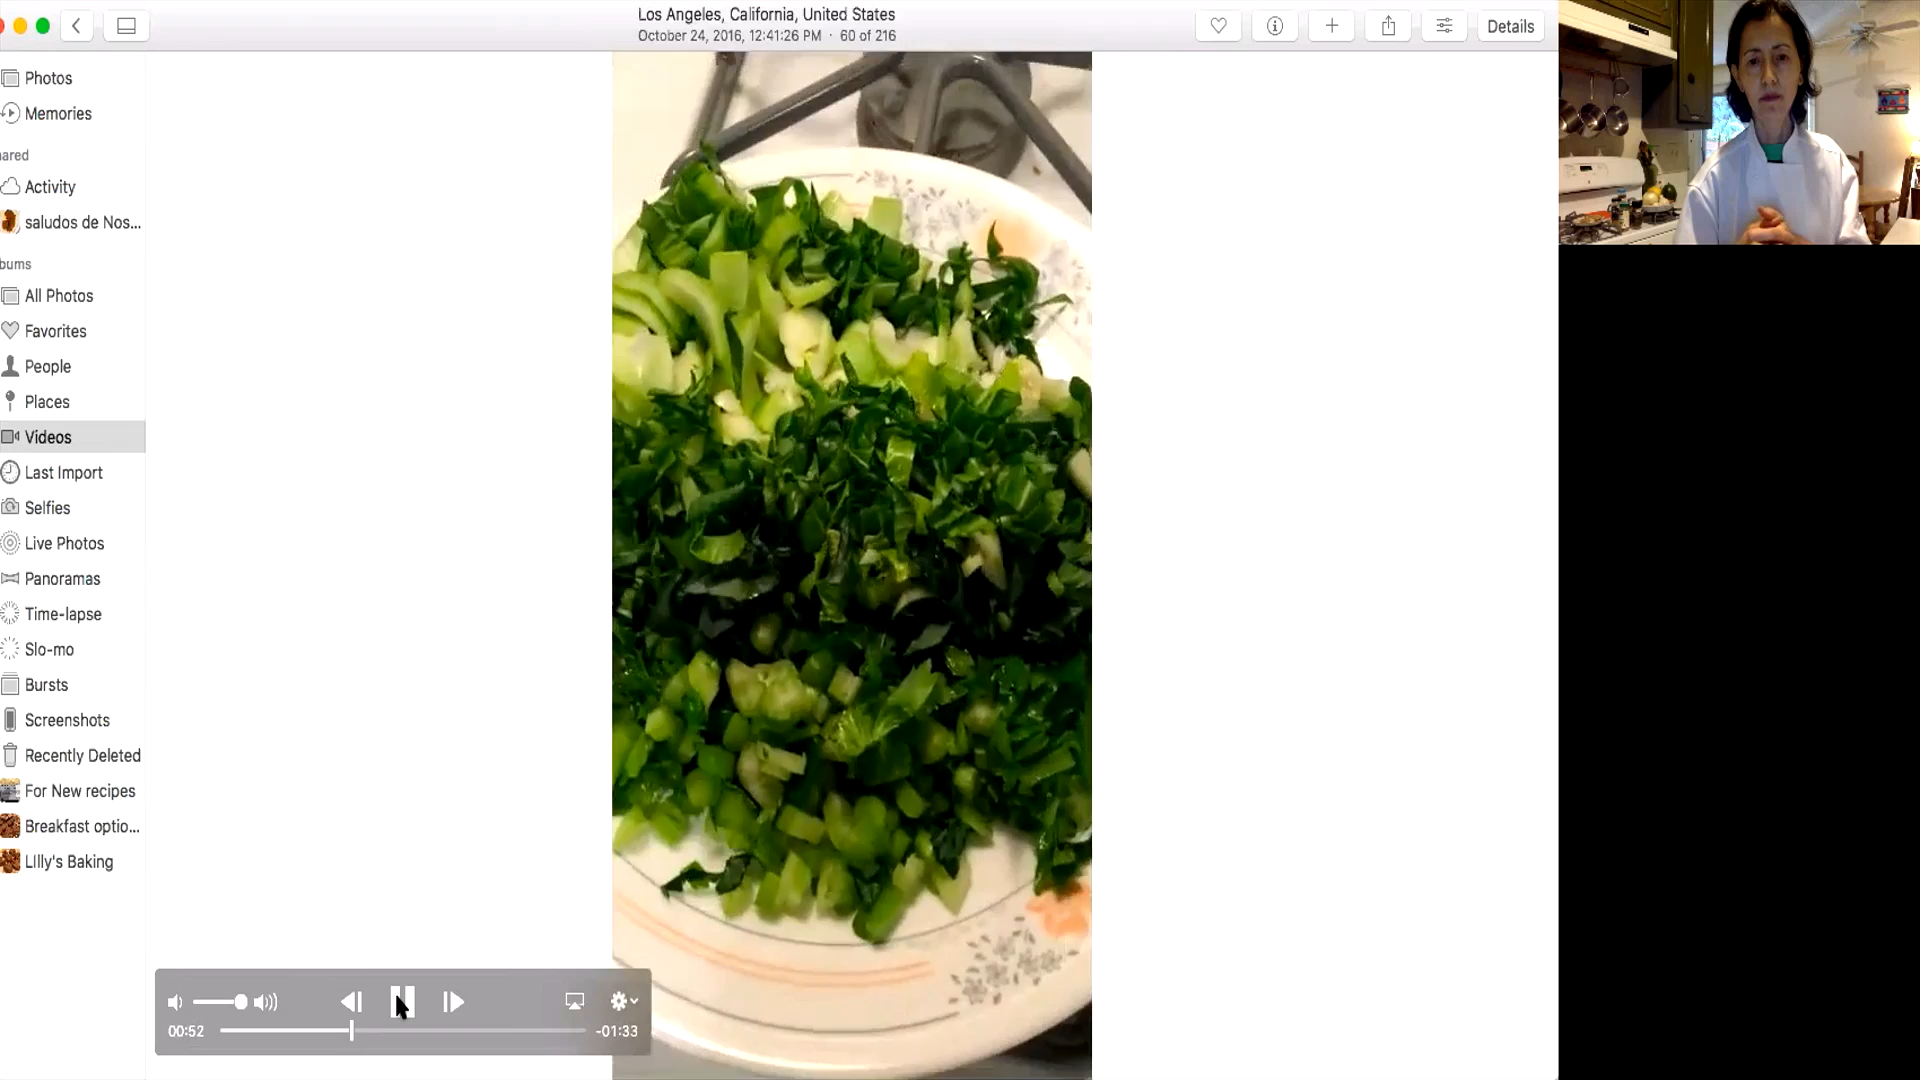 Los Angeles, California, United States
October 24, 2016, 12:41:26 PM · 60 of 216
Details
Photos
Memories
ared
Activity
saludos de Nos...
bums
All Photos
Favorites
People
Places
Videos
Last Import
Selfies
Live Photos
Panoramas
Time-lapse
Slo-mo
Bursts
Screenshots
Recently Deleted
For New recipes
Breakfast optio...
LIlly's Baking
00:52
-01:33